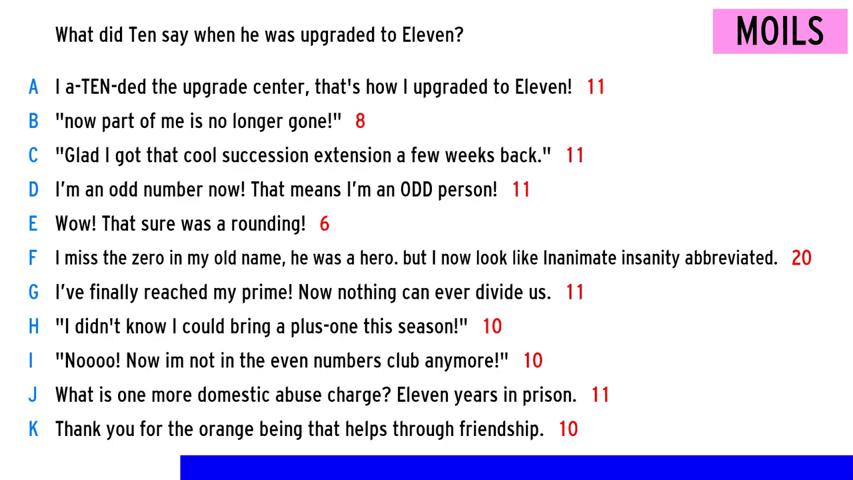 What did Ten say when he was upgraded to Eleven?
MOILS
A I a-TEN-ded the upgrade center, that's how I upgraded to Eleven! 11
B "now part of me is no longer gone!" 8
C "Glad I got that cool succession extension a few weeks back." 11
D I'm an odd number now! That means I'm an ODD person! 11
E Wow! That sure was a rounding! 6
F I miss the zero in my old name, he was a hero. but I now look like Inanimate insanity abbreviated. 20
G I've finally reached my prime! Now nothing can ever divide us. 11
H "I didn't know I could bring a plus-one this season!" 10
I "Noooo! Now im not in the even numbers club anymore!" 10
J What is one more domestic abuse charge? Eleven years in prison. 11
K Thank you for the orange being that helps through friendship. 10